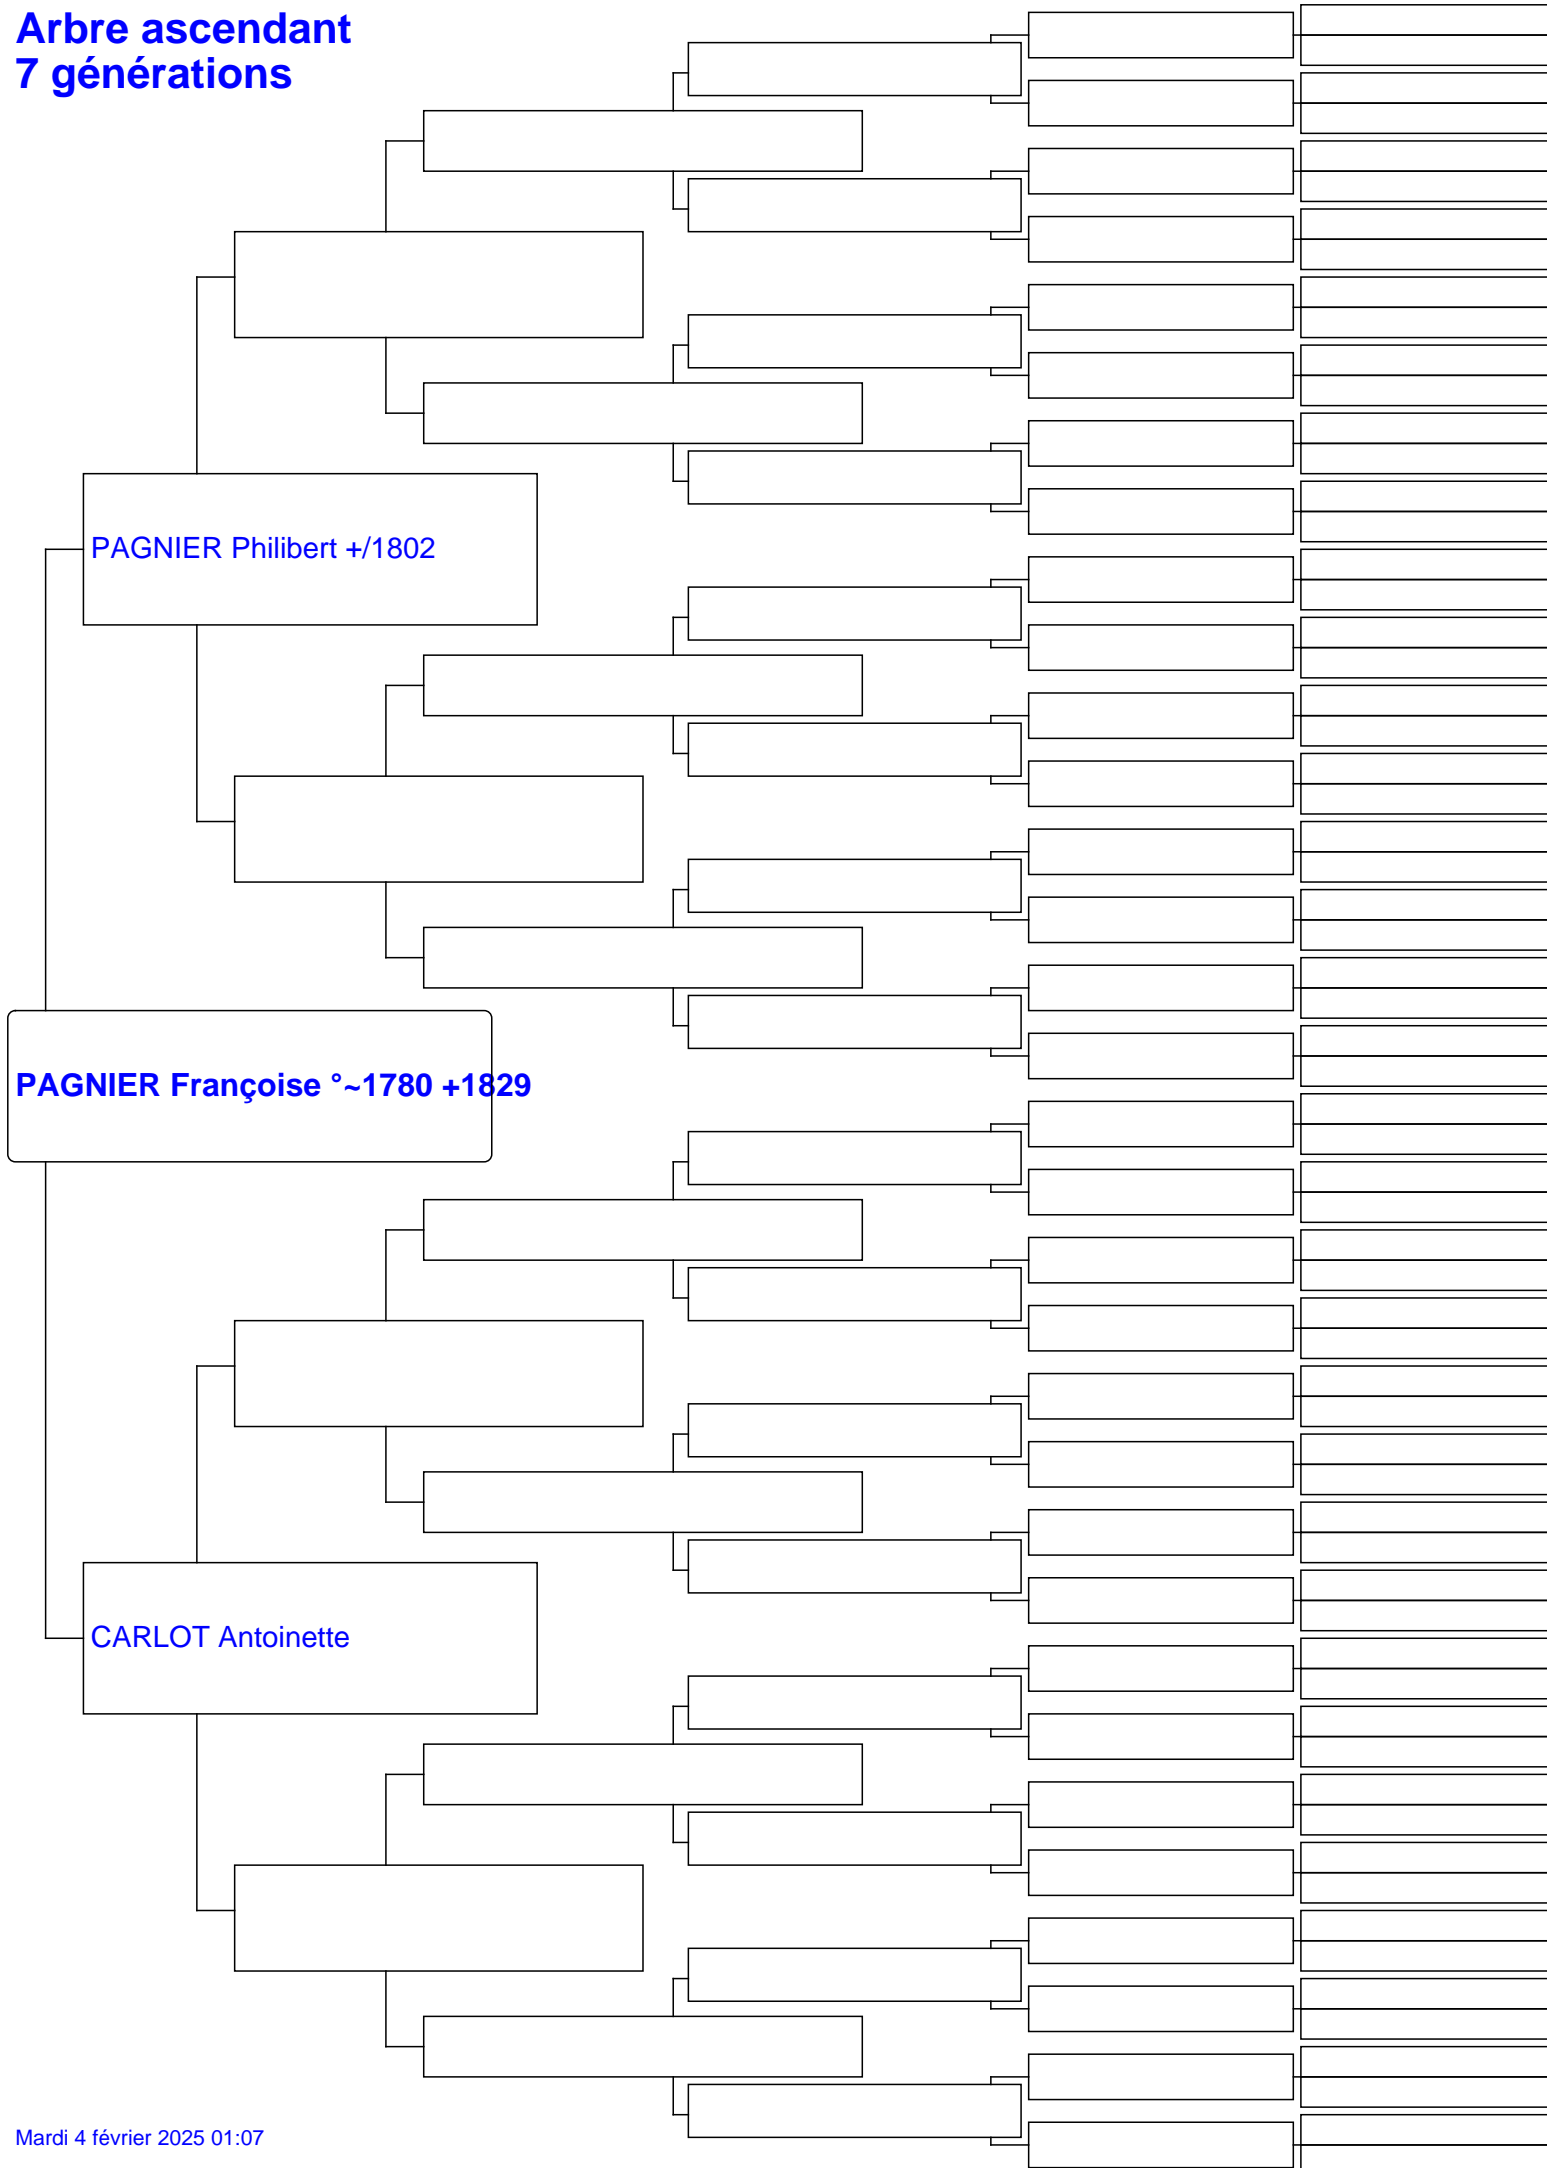 Arbre ascendant
7 générations
PAGNIER Philibert +/1802
PAGNIER Françoise °~1780 +1829
CARLOT Antoinette
Mardi 4 février 2025 01:07